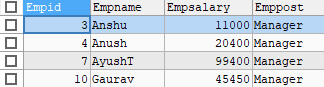 Empid Empname Empsalary Emppost
3 Anshu 11000 Manager
4 Anush 20400 Manager
7 AyushT 99400 Manager
10 Gaurav 45450 Manager